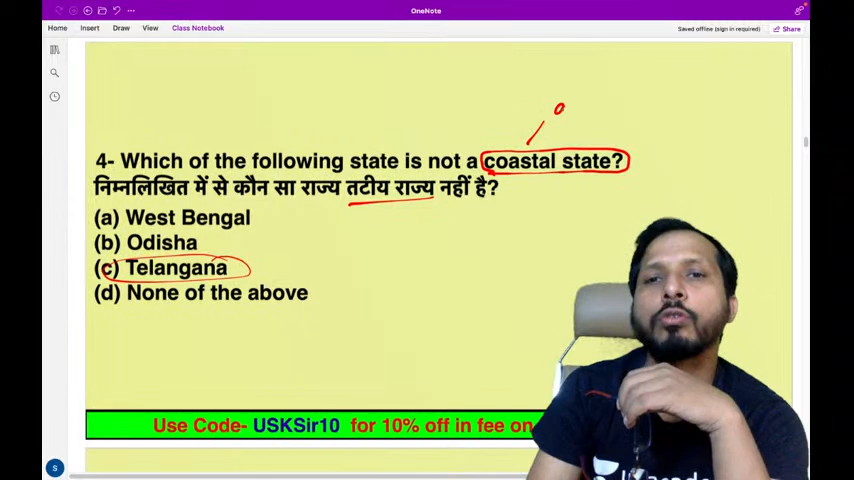 OneNote
Home Insert Draw View Class Notebook
Saved offline (sign in required) Share
4- Which of the following state is not a coastal state?
निम्नलिखित में से कौन सा राज्य तटीय राज्य नहीं है?
(a) West Bengal
(b) Odisha
(c) Telangana
(d) None of the above
Use Code- USKSir10 for 10% off in fee on
S